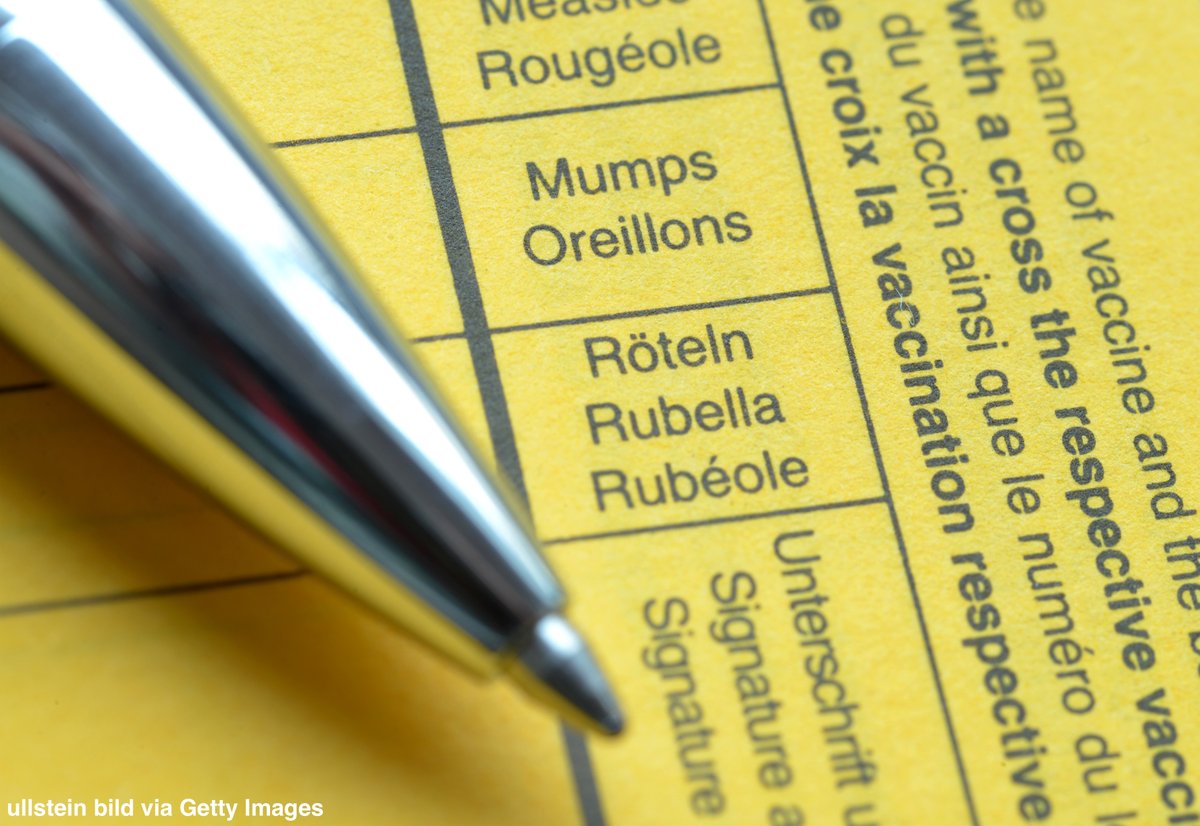 Measles
Rougéole
Mumps
Oreillons
Röteln
Rubella
Rubéole
Unterschrift
Signature
Signature
name of vaccine and
with a cross the respective
du vaccin ainsi que le numéro du
croix la vaccination respective
ullstein bild via Getty Images